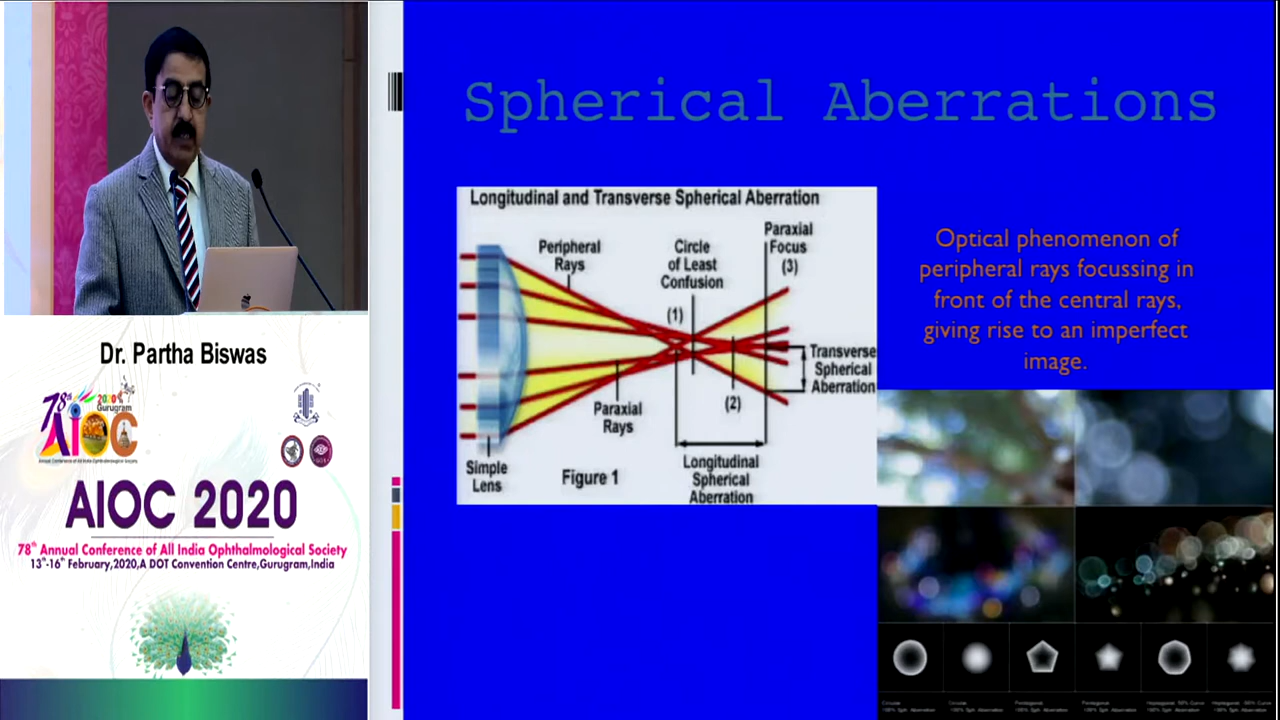 Dr. Partha Biswas
78th
2020
Gurugram
AIOC
AIOC 2020
78th Annual Conference of All India Ophthalmological Society
13th-16th February,2020,A DOT Convention Centre,Gurugram,India
Spherical Aberrations
Longitudinal and Transverse Spherical Aberration
Peripheral
Rays
Circle
of Least
Confusion
Paraxial
Focus
(3)
(1)
Transverse
Spherical
Aberration
(2)
Paraxial
Rays
Simple
Lens
Figure 1
Longitudinal
Spherical
Aberration
Optical phenomenon of
peripheral rays focussing in
front of the central rays,
giving rise to an imperfect
image.